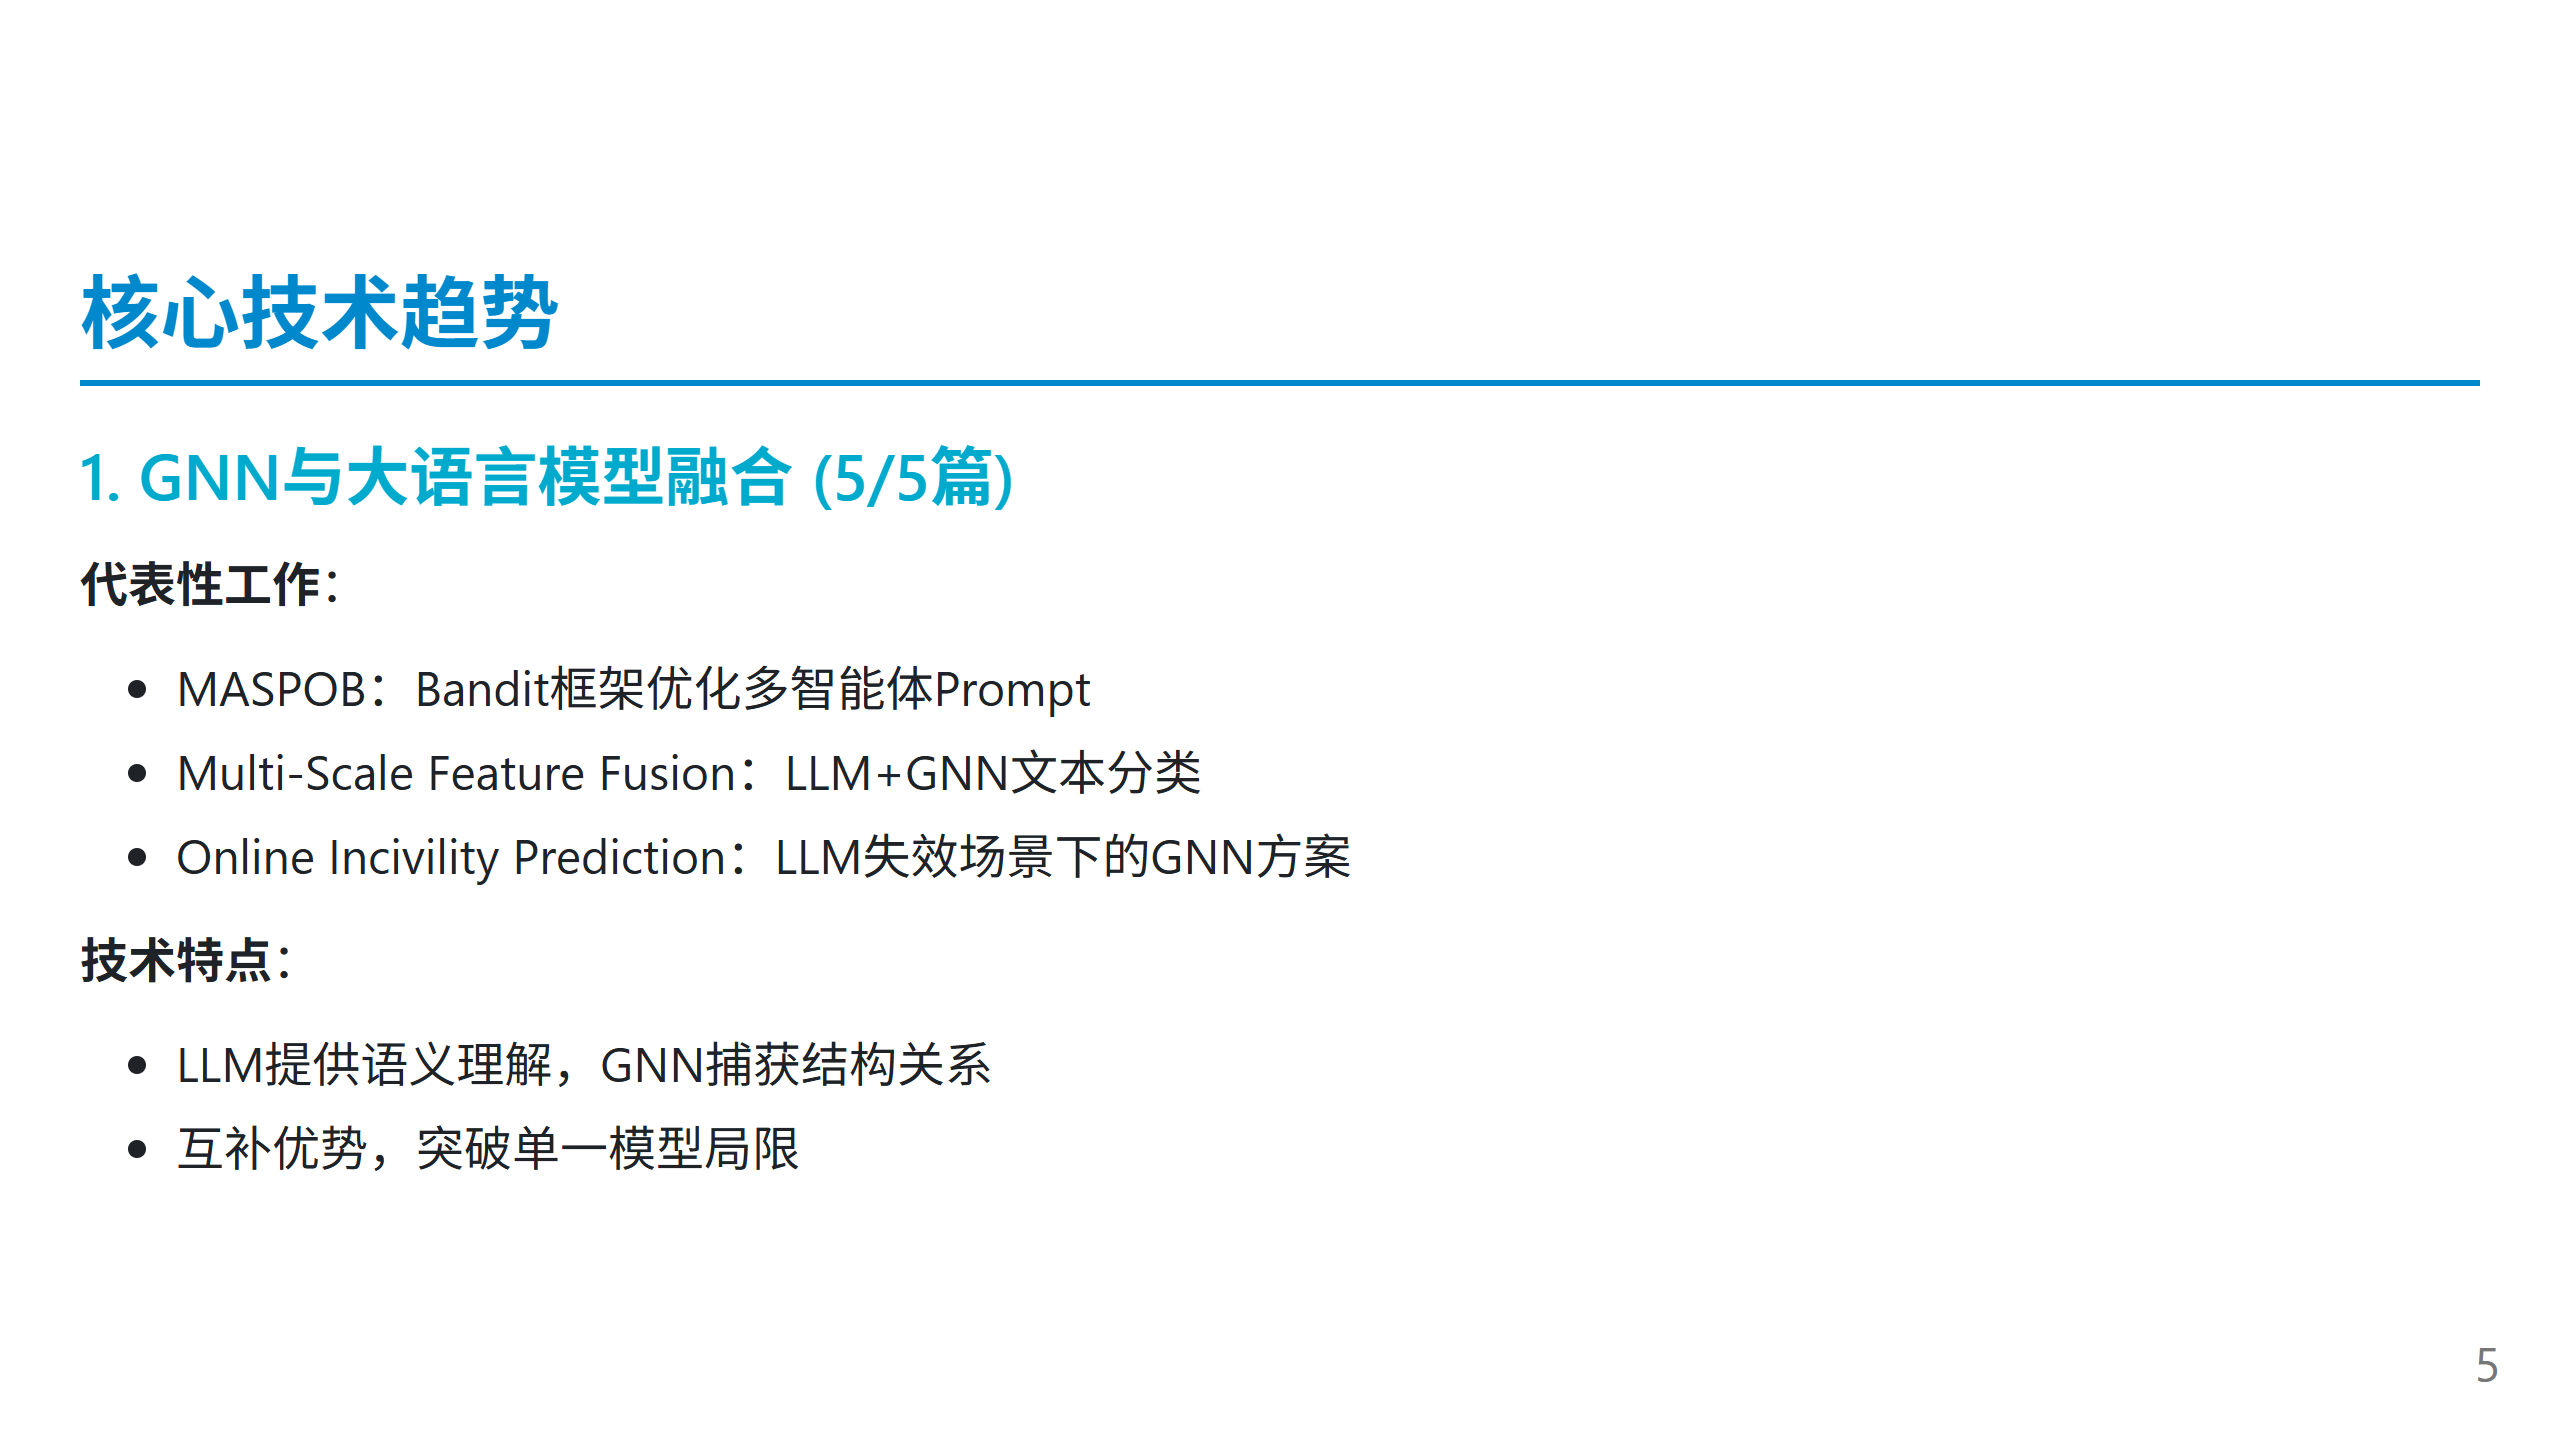 核心技术趋势
1. GNN与大语言模型融合 (5/5篇)
代表性工作：
• MASPOB：Bandit框架优化多智能体Prompt
• Multi-Scale Feature Fusion：LLM+GNN文本分类
• Online Incivility Prediction：LLM失效场景下的GNN方案
技术特点：
• LLM提供语义理解，GNN捕获结构关系
• 互补优势，突破单一模型局限
5